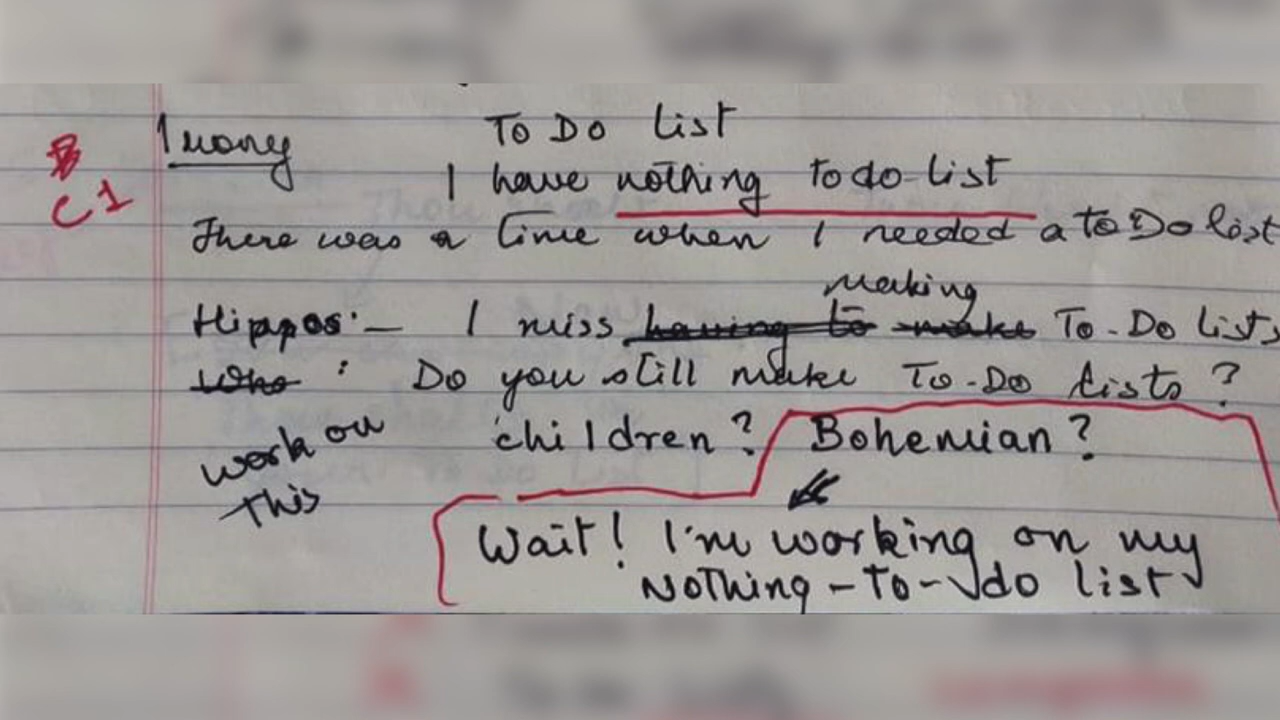 TO DO LIST
C1
I have nothing to do-list
There was a time when I needed a to Do list
making
Hippos:— I miss having to make To-Do Lists
who : Do you still make To-Do Lists?
children? Bohemian?
work on
This
Wait! I'm working on my
Nothing-To-do list